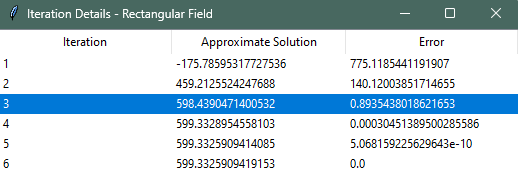 Iteration Details - Rectangular Field
Iteration Approximate Solution Error
1 -175.78595317727536 775.1185441191907
2 459.2125524247688 140.12003851714655
3 598.4390471400532 0.8935438018621653
4 599.3328954558103 0.00030451389500285586
5 599.3325909414085 5.068159225629643e-10
6 599.3325909419153 0.0